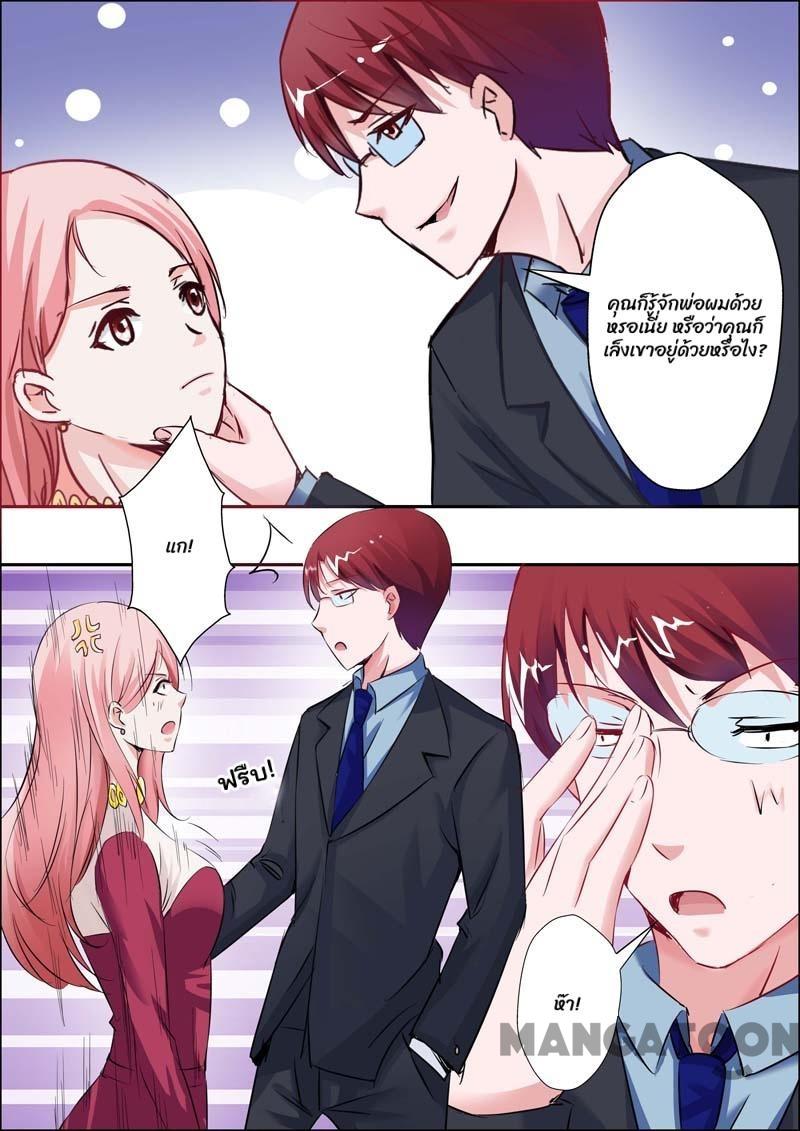 คุณก็รู้จักพ่อผมด้วย
หรอเนี่ย หรือว่าคุณก็
เล็งเขาอยู่ด้วยหรือไง?
แก!
ฟรึบ!
ห๊า!
MANGATOON